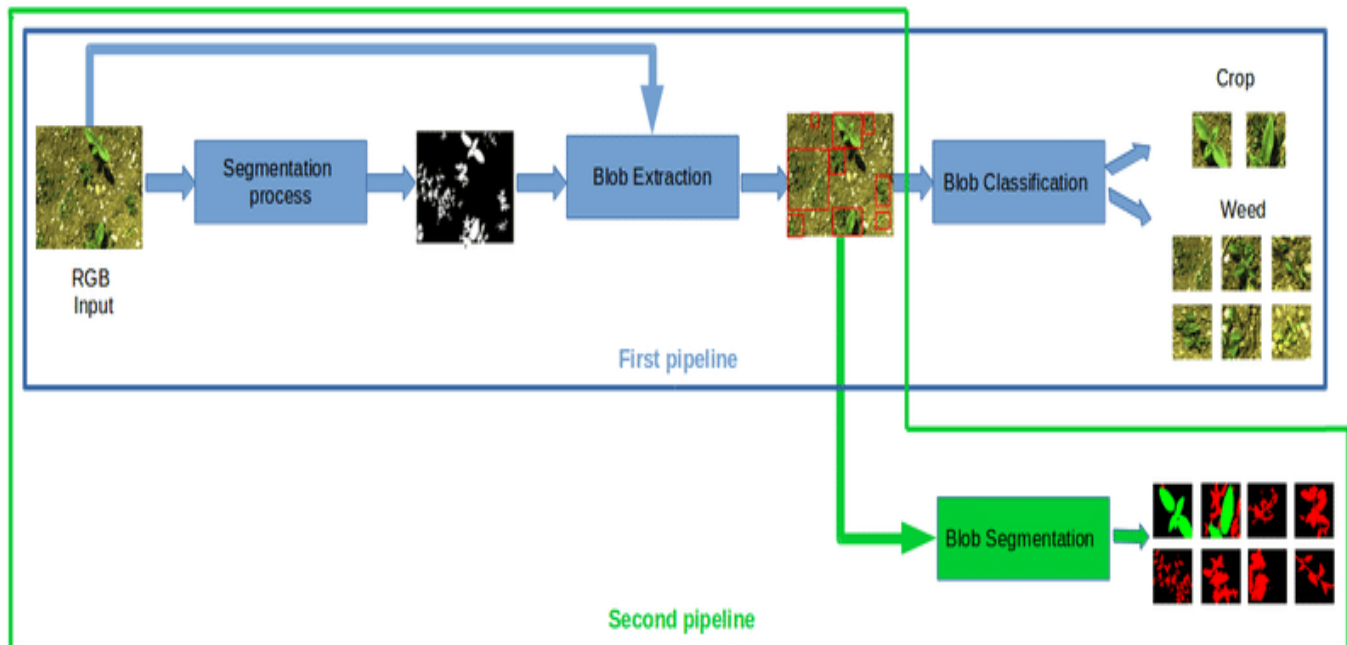 RGB
Input
Segmentation
process
Blob Extraction
Blob Classification
Crop
Weed
First pipeline
Blob Segmentation
Second pipeline